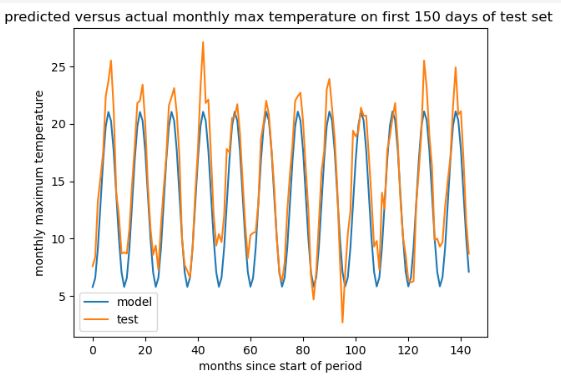 predicted versus actual monthly max temperature on first 150 days of test set
monthly maximum temperature
25
20
15
10
5
model
test
0
20
40
60
80
100
120
140
months since start of period